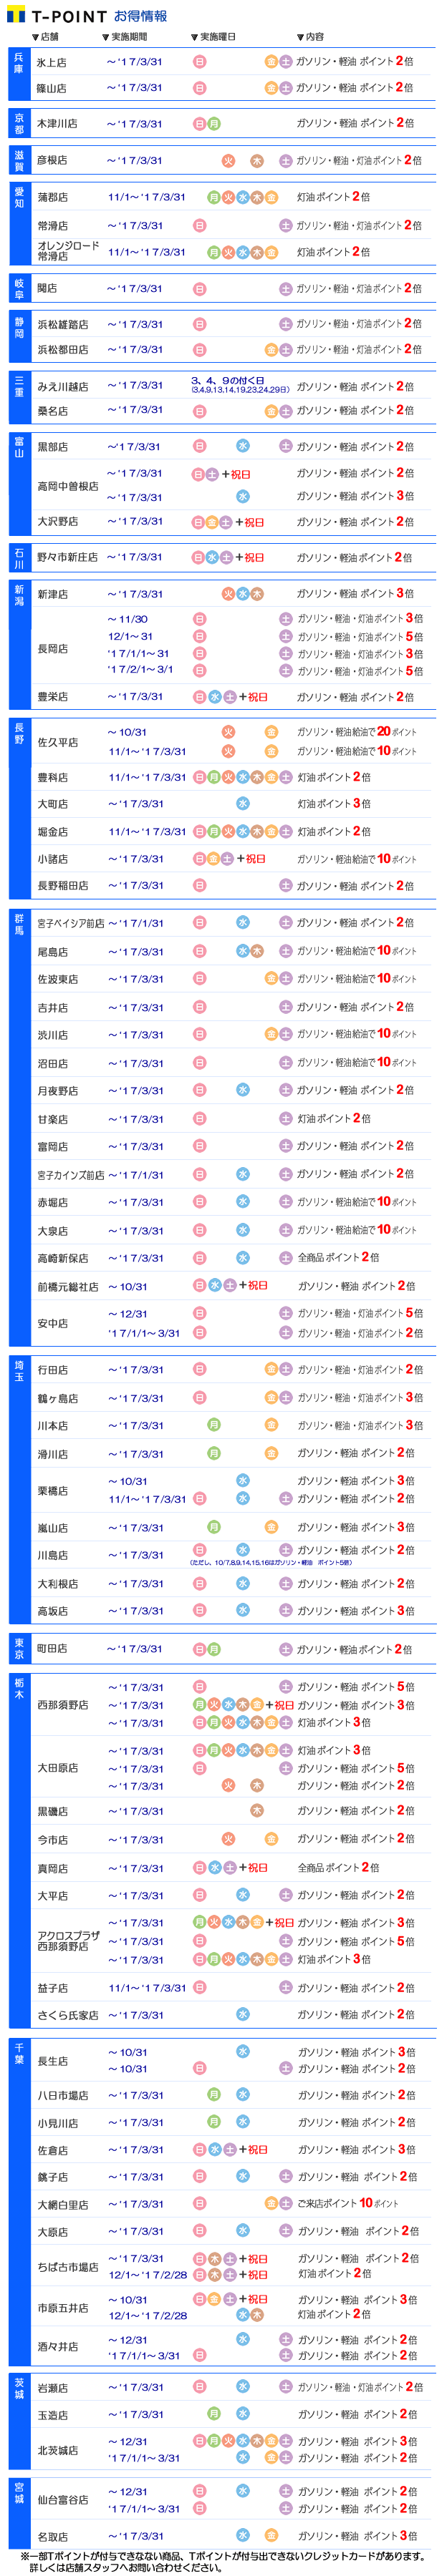 T-POINT お得情報
▼店舗 ▼実施期間 ▼実施曜日 ▼内容
兵庫
氷上店 ～'17/3/31 日 金 土 ガソリン・軽油 ポイント2倍
篠山店 ～'17/3/31 日 金 土 ガソリン・軽油 ポイント2倍
京都
木津川店 ～'17/3/31 日 月 ガソリン・軽油 ポイント2倍
滋賀
彦根店 ～'17/3/31 火 木 土 ガソリン・軽油・灯油ポイント2倍
愛知
蒲郡店 11/1～'17/3/31 月 火 水 木 金 灯油ポイント2倍
常滑店 ～'17/3/31 日 土 ガソリン・軽油・灯油ポイント2倍
オレンジロード
常滑店 11/1～'17/3/31 月 火 水 木 金 灯油ポイント2倍
岐阜
関店 ～'17/3/31 日 土 ガソリン・軽油・灯油ポイント2倍
静岡
浜松雄踏店 ～'17/3/31 日 土 ガソリン・軽油・灯油ポイント2倍
浜松都田店 ～'17/3/31 日 金 土 ガソリン・軽油・灯油ポイント2倍
三重
みえ川越店 ～'17/3/31 3、4、9の付く日 ガソリン・軽油 ポイント2倍
(3,4,9,13,14,19,23,24,29日)
桑名店 ～'17/3/31 日 金 土 ガソリン・軽油 ポイント2倍
富山
黒部店 ～'17/3/31 日 水 土 ガソリン・軽油 ポイント2倍
高岡中曽根店 ～'17/3/31 日 土 +祝日 ガソリン・軽油 ポイント2倍
～'17/3/31 水 ガソリン・軽油 ポイント3倍
大沢野店 ～'17/3/31 日 金 土 +祝日 ガソリン・軽油 ポイント2倍
石川
野々市新庄店 ～'17/3/31 日 水 土 +祝日 ガソリン・軽油ポイント2倍
新潟
新津店 ～'17/3/31 火 水 木 ガソリン・軽油 ポイント3倍
長岡店 ～11/30 日 土 ガソリン・軽油・灯油ポイント3倍
12/1～31 日 土 ガソリン・軽油・灯油ポイント5倍
'17/1/1～31 日 土 ガソリン・軽油・灯油ポイント3倍
'17/2/1～3/1 日 土 ガソリン・軽油・灯油ポイント5倍
豊栄店 ～'17/3/31 日 水 土 +祝日 ガソリン・軽油 ポイント2倍
長野
佐久平店 ～10/31 火 金 ガソリン・軽油給油で20ポイント
11/1～'17/3/31 火 金 ガソリン・軽油給油で10ポイント
豊科店 11/1～'17/3/31 日 月 火 水 木 金 土 灯油ポイント2倍
大町店 ～'17/3/31 水 灯油ポイント3倍
堀金店 11/1～'17/3/31 日 月 火 水 木 金 土 灯油ポイント2倍
小諸店 ～'17/3/31 日 金 土 +祝日 ガソリン・軽油給油で10ポイント
長野稲田店 ～'17/3/31 日 土 ガソリン・軽油 ポイント2倍
群馬
宮子ベイシア前店 ～'17/1/31 日 水 土 ガソリン・軽油 ポイント2倍
尾島店 ～'17/3/31 日 水 木 土 ガソリン・軽油給油で10ポイント
佐波東店 ～'17/3/31 日 金 土 ガソリン・軽油給油で10ポイント
吉井店 ～'17/3/31 日 土 ガソリン・軽油 ポイント2倍
渋川店 ～'17/3/31 日 金 土 ガソリン・軽油給油で10ポイント
沼田店 ～'17/3/31 日 土 ガソリン・軽油給油で10ポイント
月夜野店 ～'17/3/31 日 水 土 ガソリン・軽油 ポイント2倍
甘楽店 ～'17/3/31 日 土 灯油ポイント2倍
富岡店 ～'17/3/31 日 土 ガソリン・軽油 ポイント2倍
宮子カインズ前店 ～'17/1/31 日 水 土 ガソリン・軽油 ポイント2倍
赤堀店 ～'17/3/31 日 水 土 ガソリン・軽油給油で10ポイント
大泉店 ～'17/3/31 日 水 土 ガソリン・軽油給油で10ポイント
高崎新保店 ～'17/3/31 日 水 土 全商品ポイント2倍
前橋元総社店 ～10/31 日 水 土 +祝日 ガソリン・軽油 ポイント2倍
安中店 ～12/31 日 土 ガソリン・軽油・灯油ポイント5倍
'17/1/1～3/31 日 土 ガソリン・軽油・灯油ポイント2倍
埼玉
行田店 ～'17/3/31 日 金 土 ガソリン・軽油・灯油ポイント2倍
鶴ヶ島店 ～'17/3/31 日 金 土 ガソリン・軽油・灯油ポイント3倍
川本店 ～'17/3/31 月 金 ガソリン・軽油・灯油ポイント3倍
滑川店 ～'17/3/31 月 金 ガソリン・軽油 ポイント2倍
栗橋店 ～10/31 水 ガソリン・軽油 ポイント3倍
11/1～'17/3/31 日 水 土 ガソリン・軽油 ポイント2倍
嵐山店 ～'17/3/31 月 金 ガソリン・軽油 ポイント3倍
川島店 ～'17/3/31 日 水 土 ガソリン・軽油 ポイント2倍
(ただし、10/7,8,9,14,15,16はガソリン・軽油 ポイント5倍)
大利根店 ～'17/3/31 日 水 土 ガソリン・軽油 ポイント2倍
高坂店 ～'17/3/31 日 水 土 ガソリン・軽油 ポイント3倍
東京
町田店 ～'17/3/31 日 月 土 ガソリン・軽油ポイント2倍
栃木
西那須野店 ～'17/3/31 日 土 ガソリン・軽油 ポイント5倍
～'17/3/31 月 火 水 木 金 +祝日 ガソリン・軽油 ポイント3倍
～'17/3/31 日 月 火 水 木 金 土 灯油ポイント3倍
大田原店 ～'17/3/31 日 月 火 水 木 金 土 灯油ポイント3倍
～'17/3/31 日 土 ガソリン・軽油 ポイント5倍
～'17/3/31 火 木 ガソリン・軽油 ポイント2倍
黒磯店 ～'17/3/31 木 ガソリン・軽油 ポイント2倍
今市店 ～'17/3/31 火 金 ガソリン・軽油 ポイント2倍
真岡店 ～'17/3/31 日 水 土 +祝日 全商品ポイント2倍
大平店 ～'17/3/31 日 水 土 ガソリン・軽油 ポイント2倍
アクロスプラザ
西那須野店 ～'17/3/31 月 火 水 木 金 +祝日 ガソリン・軽油 ポイント3倍
～'17/3/31 日 土 ガソリン・軽油 ポイント5倍
～'17/3/31 日 月 火 水 木 金 土 灯油ポイント3倍
益子店 11/1～'17/3/31 日 土 ガソリン・軽油 ポイント2倍
さくら氏家店 ～'17/3/31 水 ガソリン・軽油 ポイント2倍
千葉
長生店 ～10/31 水 ガソリン・軽油 ポイント3倍
～10/31 日 土 ガソリン・軽油 ポイント2倍
八日市場店 ～'17/3/31 月 水 ガソリン・軽油 ポイント2倍
小見川店 ～'17/3/31 月 水 ガソリン・軽油 ポイント2倍
佐倉店 ～'17/3/31 日 水 土 +祝日 ガソリン・軽油 ポイント3倍
銚子店 ～'17/3/31 日 水 土 ガソリン・軽油 ポイント2倍
大網白里店 ～'17/3/31 日 金 土 ご来店ポイント10ポイント
大原店 ～'17/3/31 日 水 土 ガソリン・軽油 ポイント2倍
ちば古市場店 ～'17/3/31 日 木 土 +祝日 ガソリン・軽油 ポイント2倍
12/1～'17/2/28 日 木 土 +祝日 灯油ポイント2倍
市原五井店 ～10/31 日 金 土 +祝日 ガソリン・軽油 ポイント3倍
12/1～'17/2/28 水 木 灯油ポイント2倍
酒々井店 ～12/31 水 土 ガソリン・軽油 ポイント2倍
'17/1/1～3/31 日 土 ガソリン・軽油 ポイント2倍
茨城
岩瀬店 ～'17/3/31 日 水 土 ガソリン・軽油・灯油ポイント2倍
玉造店 ～'17/3/31 月 水 ガソリン・軽油 ポイント2倍
北茨城店 ～12/31 日 月 火 水 木 金 土 ガソリン・軽油 ポイント3倍
'17/1/1～3/31 水 金 土 ガソリン・軽油 ポイント2倍
宮城
仙台富谷店 ～12/31 日 水 土 ガソリン・軽油 ポイント2倍
'17/1/1～3/31 日 土 ガソリン・軽油 ポイント2倍
名取店 ～'17/3/31 水 金 ガソリン・軽油 ポイント3倍
※一部Tポイントが付与できなない商品、Tポイントが付与出できないクレジットカードがあります。
詳しくは店舗スタッフへお問い合わせください。